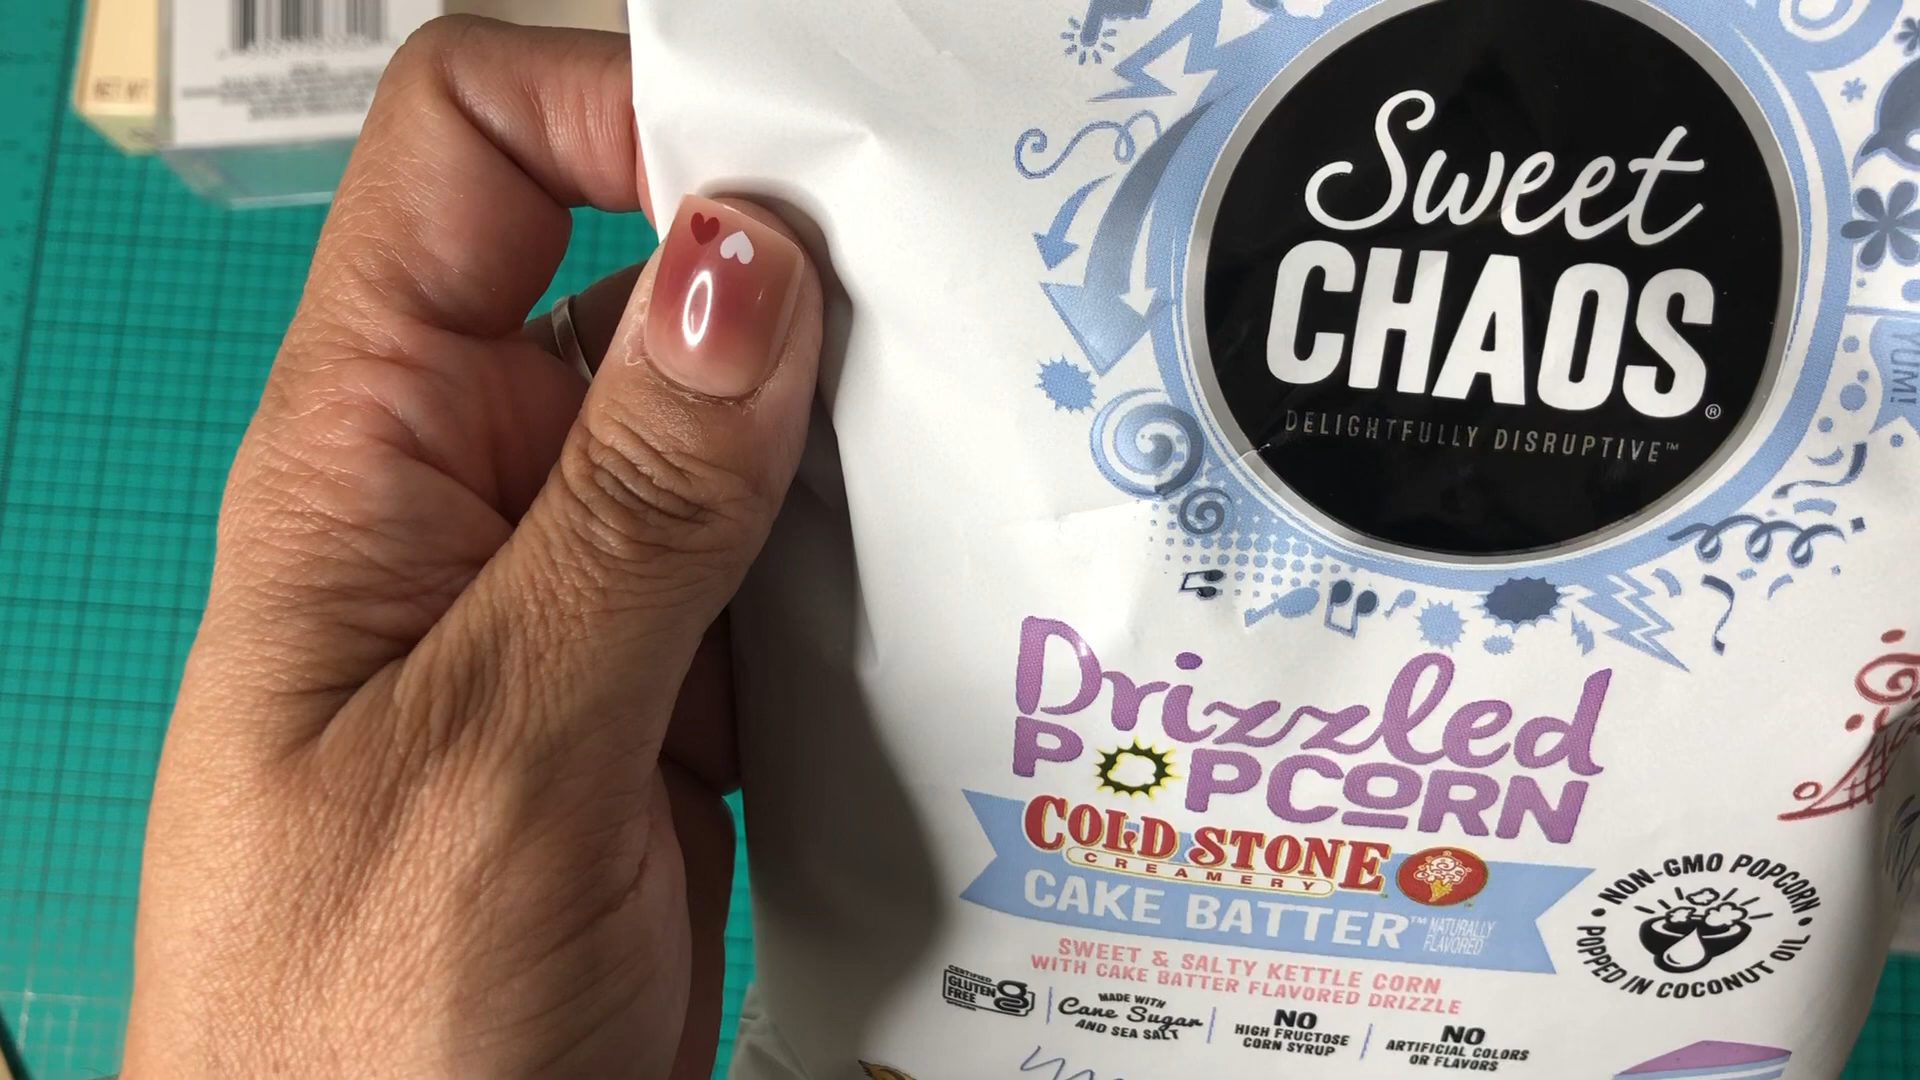 NET WT
Sweet
CHAOS®
DELIGHTFULLY DISRUPTIVE™
YUM!
Drizzled
POPCORN
COLD STONE
CREAMERY
CAKE BATTER™ NATURALLY FLAVORED
SWEET & SALTY KETTLE CORN
WITH CAKE BATTER FLAVORED DRIZZLE
NON-GMO POPCORN • POPPED IN COCONUT OIL •
CERTIFIED
GLUTEN
FREE
MADE WITH
Cane Sugar
AND SEA SALT
NO
HIGH FRUCTOSE
CORN SYRUP
NO
ARTIFICIAL COLORS
OR FLAVORS